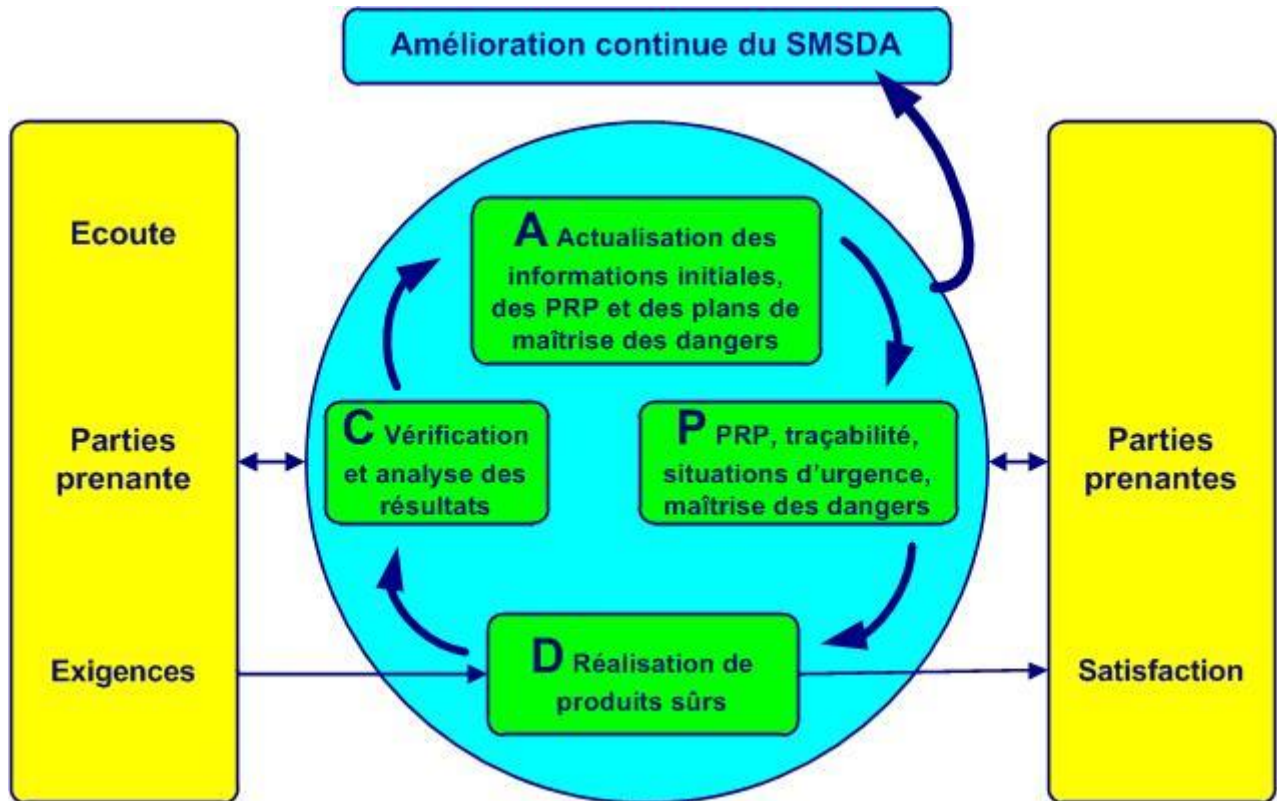 Amélioration continue du SMSDA
Ecoute
Parties
prenante
Exigences
A Actualisation des
informations initiales,
des PRP et des plans de
maîtrise des dangers
C Vérification
et analyse des
résultats
P PRP, traçabilité,
situations d'urgence,
maîtrise des dangers
D Réalisation de
produits sûrs
Parties
prenantes
Satisfaction